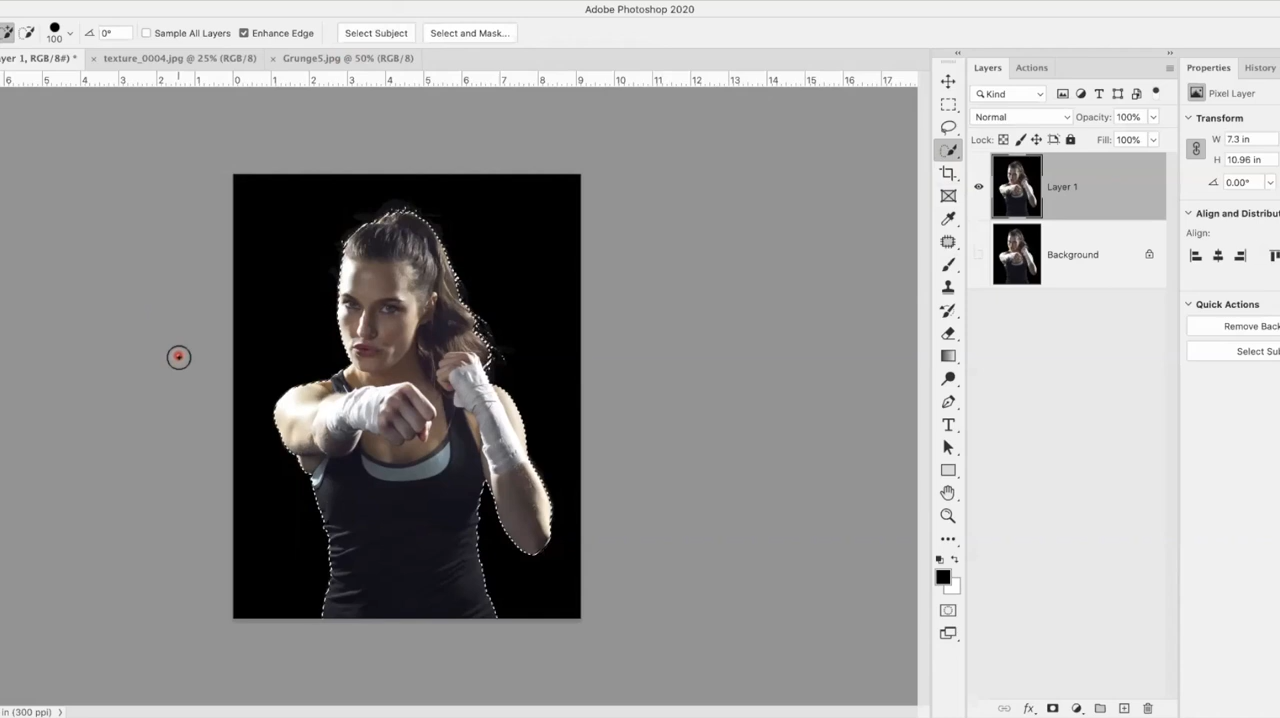 Adobe Photoshop 2020
100
0°
Sample All Layers
Enhance Edge
Select Subject
Select and Mask...
ayer 1, RGB/8#) *
× texture_0004.jpg @ 25% (RGB/8)
× Grunge5.jpg @ 50% (RGB/8)
6 5 4 3 2 1 0 1 2 3 4 5 6 7 8 9 10 11 12 13 14 15 16 17
Layers
Actions
Kind
Normal
Opacity: 100%
Lock:
Fill: 100%
Layer 1
Background
fx
Properties
History
Pixel Layer
Transform
W 7.3 in
H 10.96 in
0.00°
Align and Distribut
Align:
Quick Actions
Remove Back
Select Sub
in (300 ppi)